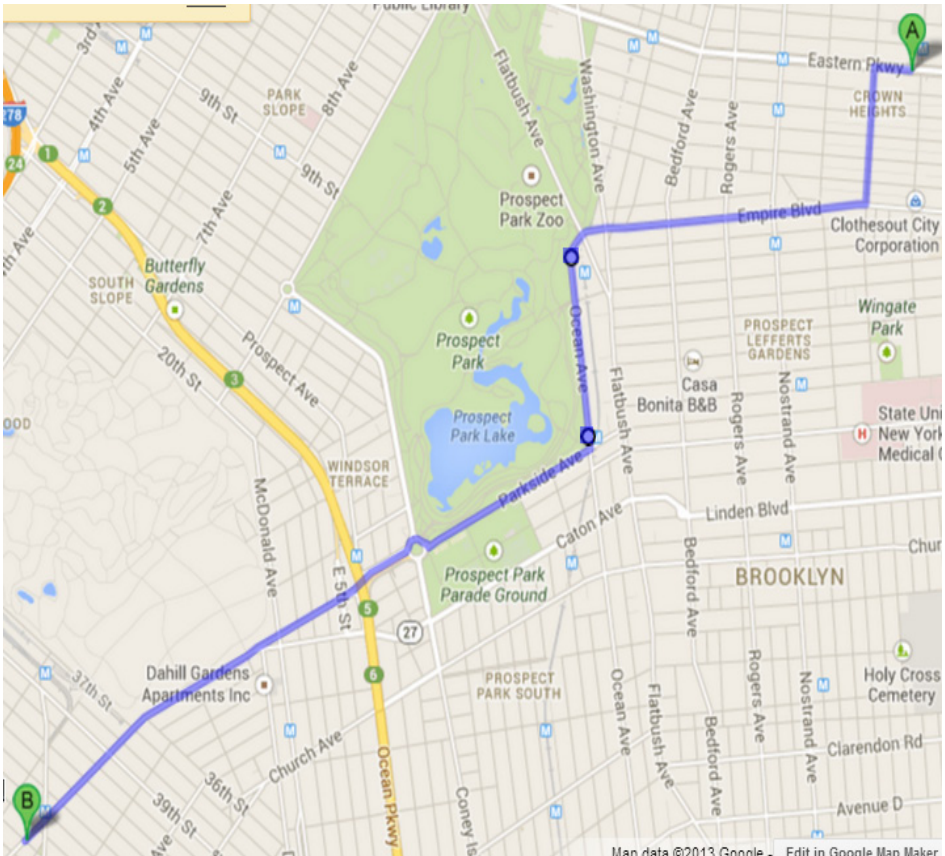 Public Library
A
3rd
4th Ave
9th St
8th Ave
Flatbush Ave
Washington Ave
Eastern Pkwy
PARK
SLOPE
CROWN
HEIGHTS
278
24
1
5th Ave
9th St
Bedford Ave
Rogers Ave
Prospect
Park Zoo
2
7th Ave
Empire Blvd
Clothesout City
Corporation
Ave
Butterfly
Gardens
SOUTH
SLOPE
Wingate
Park
Prospect
Park
Ocean Ave
PROSPECT
LEFFERTS
GARDENS
Prospect Ave
20th St
3
Flatbush Ave
Casa
Bonita B&B
Rogers Ave
Nostrand Ave
OOD
Prospect
Park Lake
H
State Uni
New York
Medical C
WINDSOR
TERRACE
McDonald Ave
Parkside Ave
Caton Ave
Linden Blvd
E 5th St
Prospect Park
Parade Ground
Bedford Ave
Chur
BROOKLYN
5
27
37th St
Dahill Gardens
Apartments Inc
6
PROSPECT
PARK SOUTH
Holy Cross
Cemetery
Ocean Ave
Flatbush Ave
Bedford Ave
Rogers Ave
Nostrand Ave
Church Ave
Ocean Pkwy
Clarendon Rd
B
36th St
39th St
Coney Is
Avenue D
Map data ©2013 Google - Edit in Google Map Maker